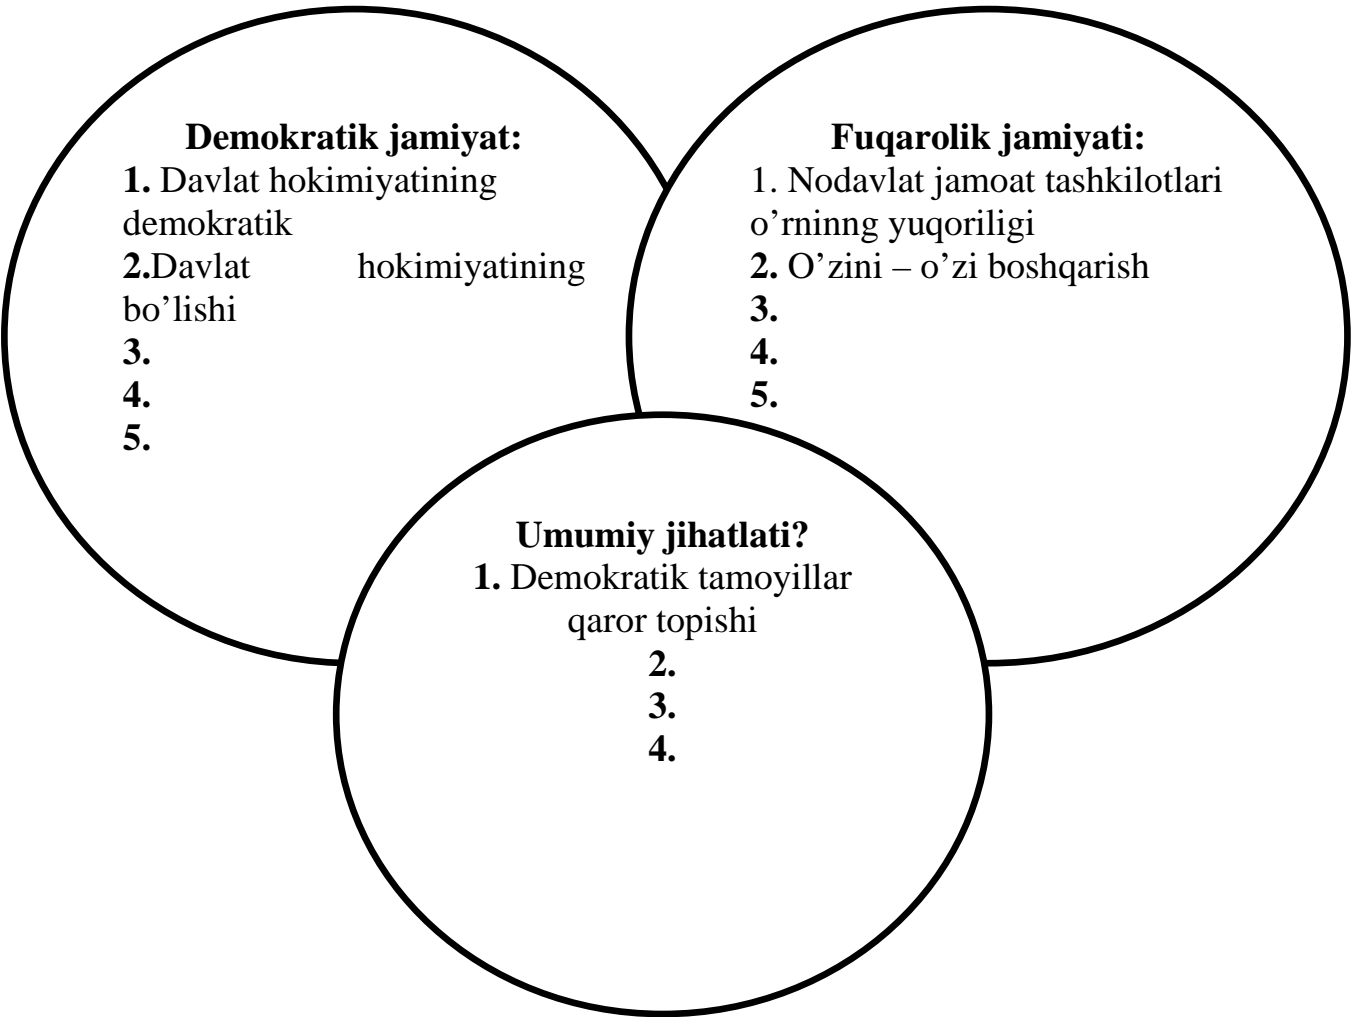 Demokratik jamiyat:
1. Davlat hokimiyatining
demokratik
2.Davlat hokimiyatining
bo’lishi
3.
4.
5.
Fuqarolik jamiyati:
1. Nodavlat jamoat tashkilotlari
o’rninng yuqoriligi
2. O’zini – o’zi boshqarish
3.
4.
5.
Umumiy jihatlati?
1. Demokratik tamoyillar
qaror topishi
2.
3.
4.